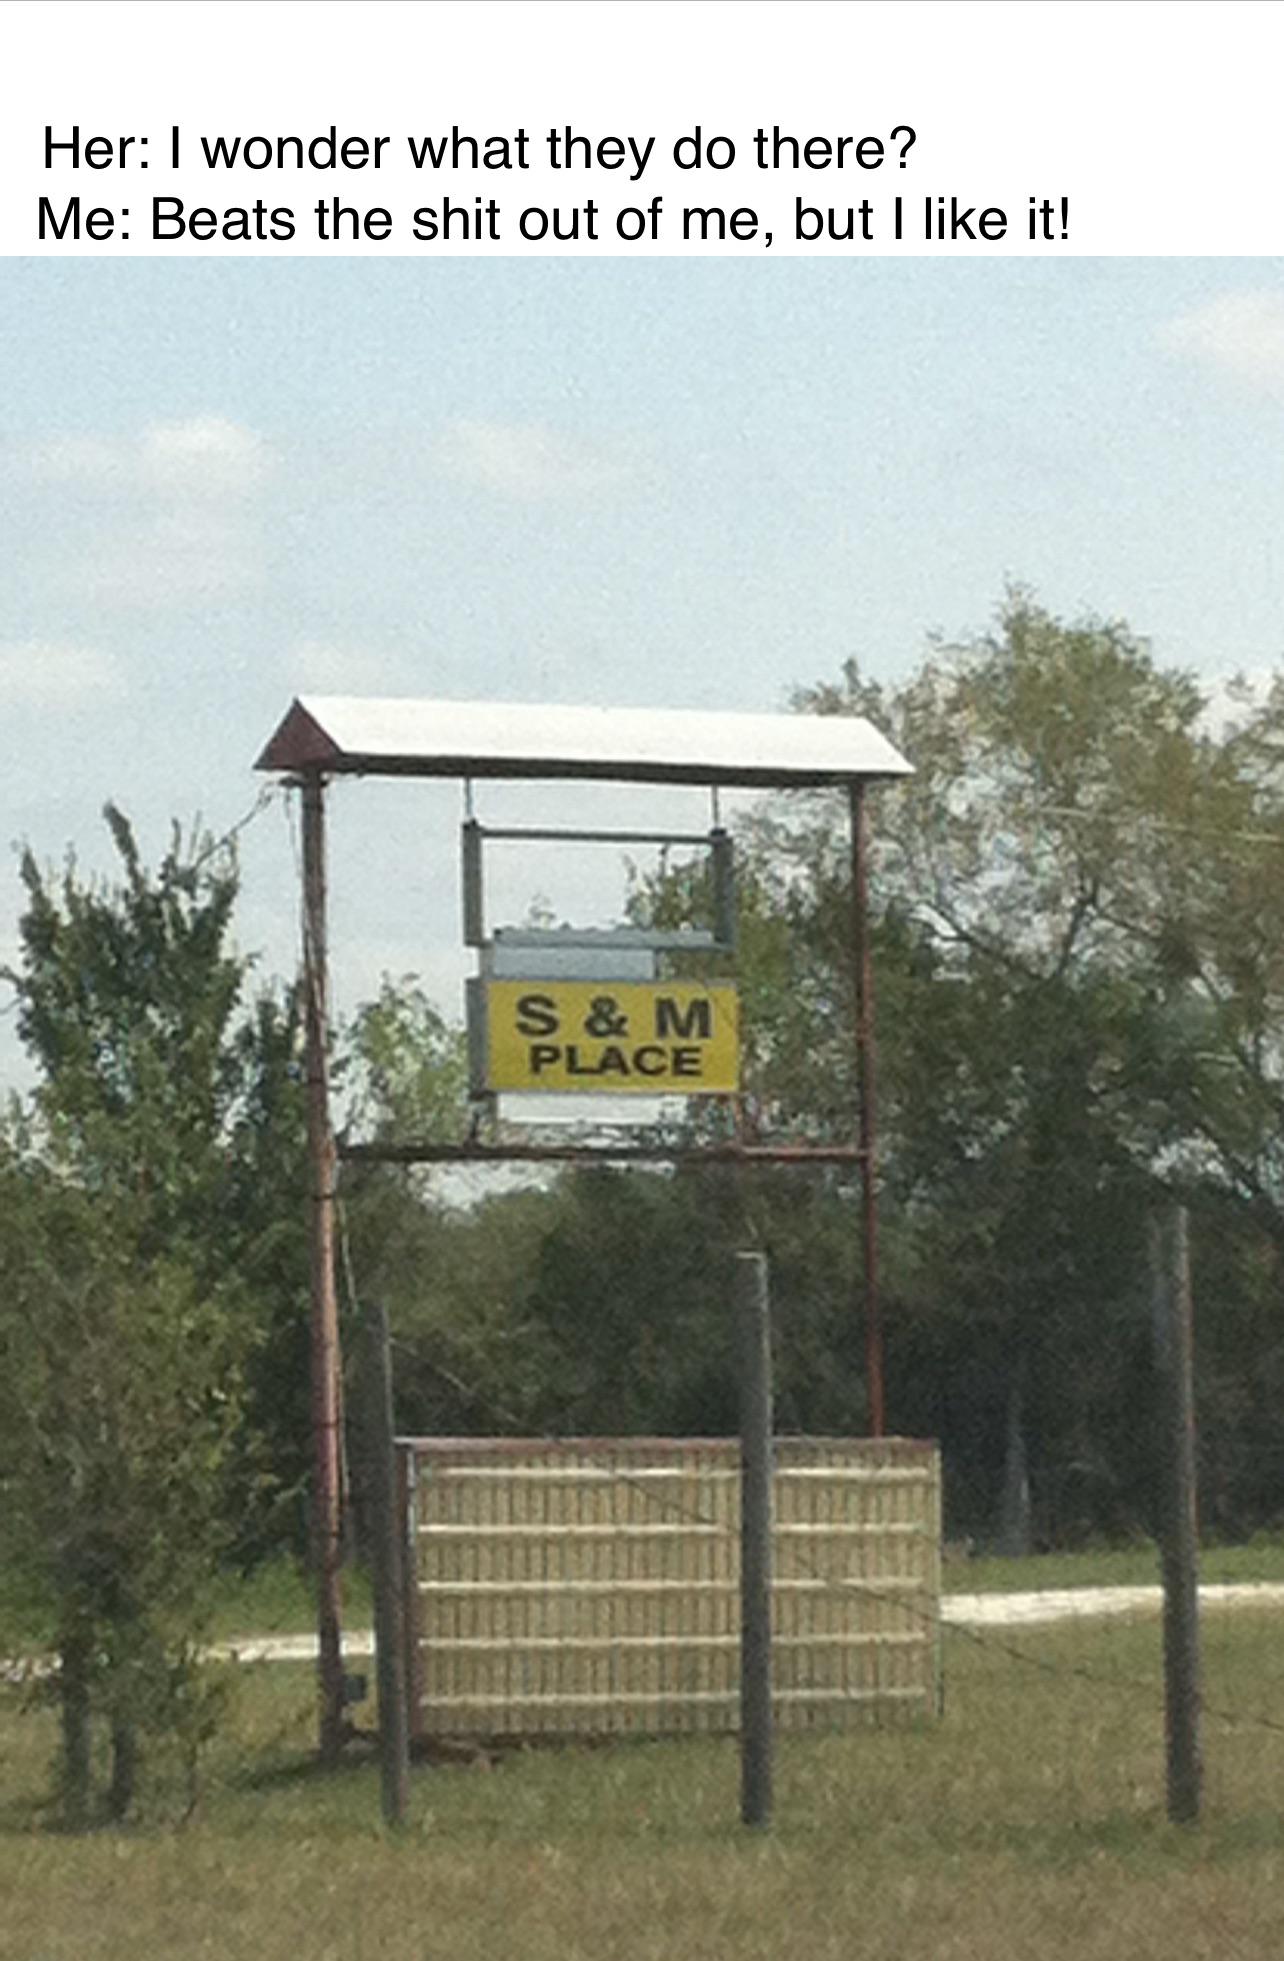 Her: I wonder what they do there?
Me: Beats the shit out of me, but I like it!
S & M
PLACE